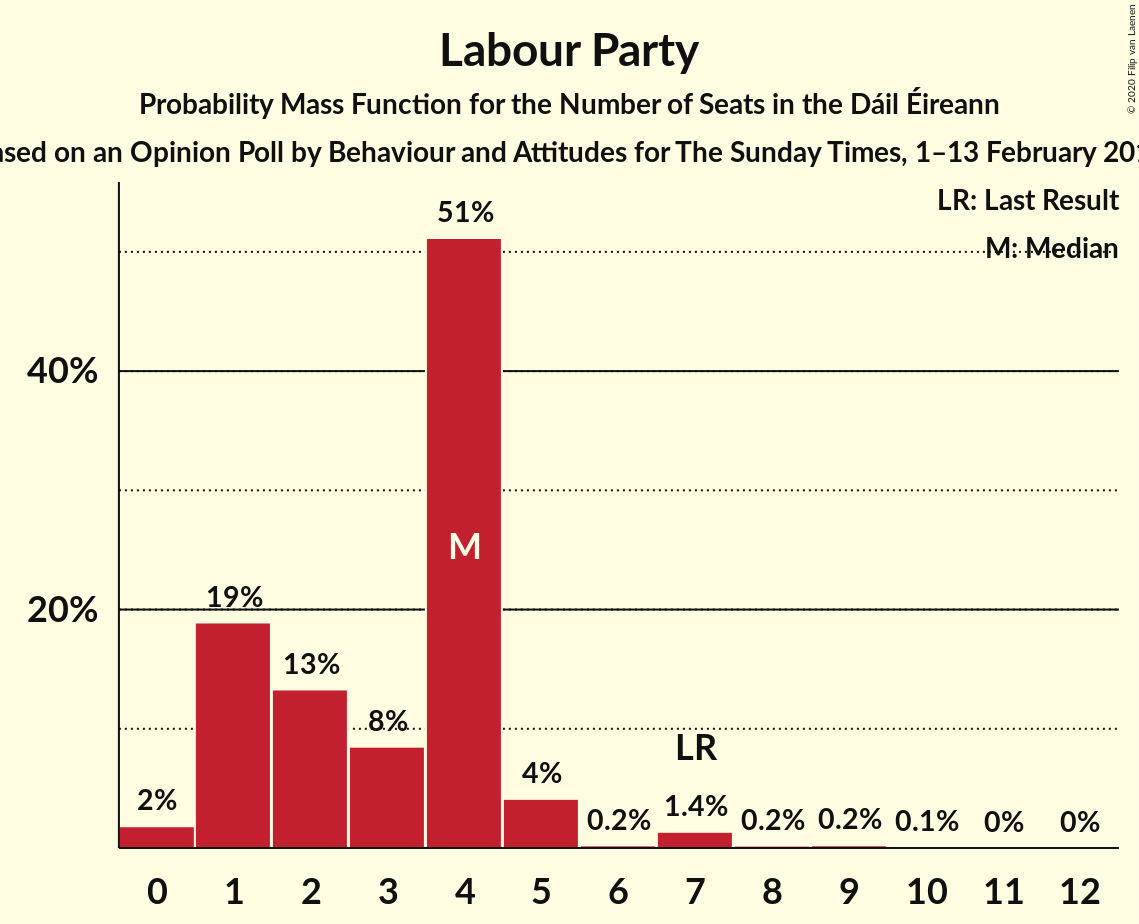 Labour Party
Probability Mass Function for the Number of Seats in the Dáil Éireann
on an Opinion Poll by Behaviour and Attitudes for The Sunday Times, 1–13 February
© 2020 Filip van Laenen
LR: Last Result
M: Median
51%
40%
M
20%
19%
13%
8%
LR
2%
4%
0.2%
1.4%
0.2%
0.2%
0.1%
0%
0%
0 1 2 3 4 5 6 7 8 9 10 11 12